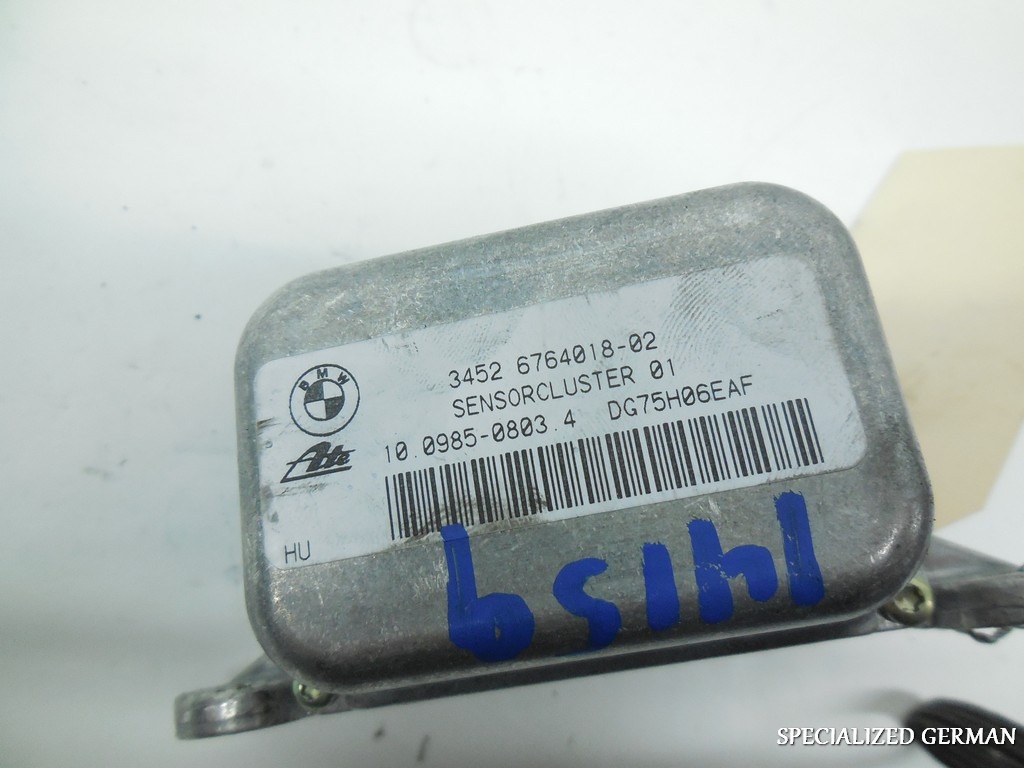 BMW
3452 6764018-02
SENSORCLUSTER 01
Ate
10.0985-0803.4 DG75H06EAF
HU
14159
SPECIALIZED GERMAN